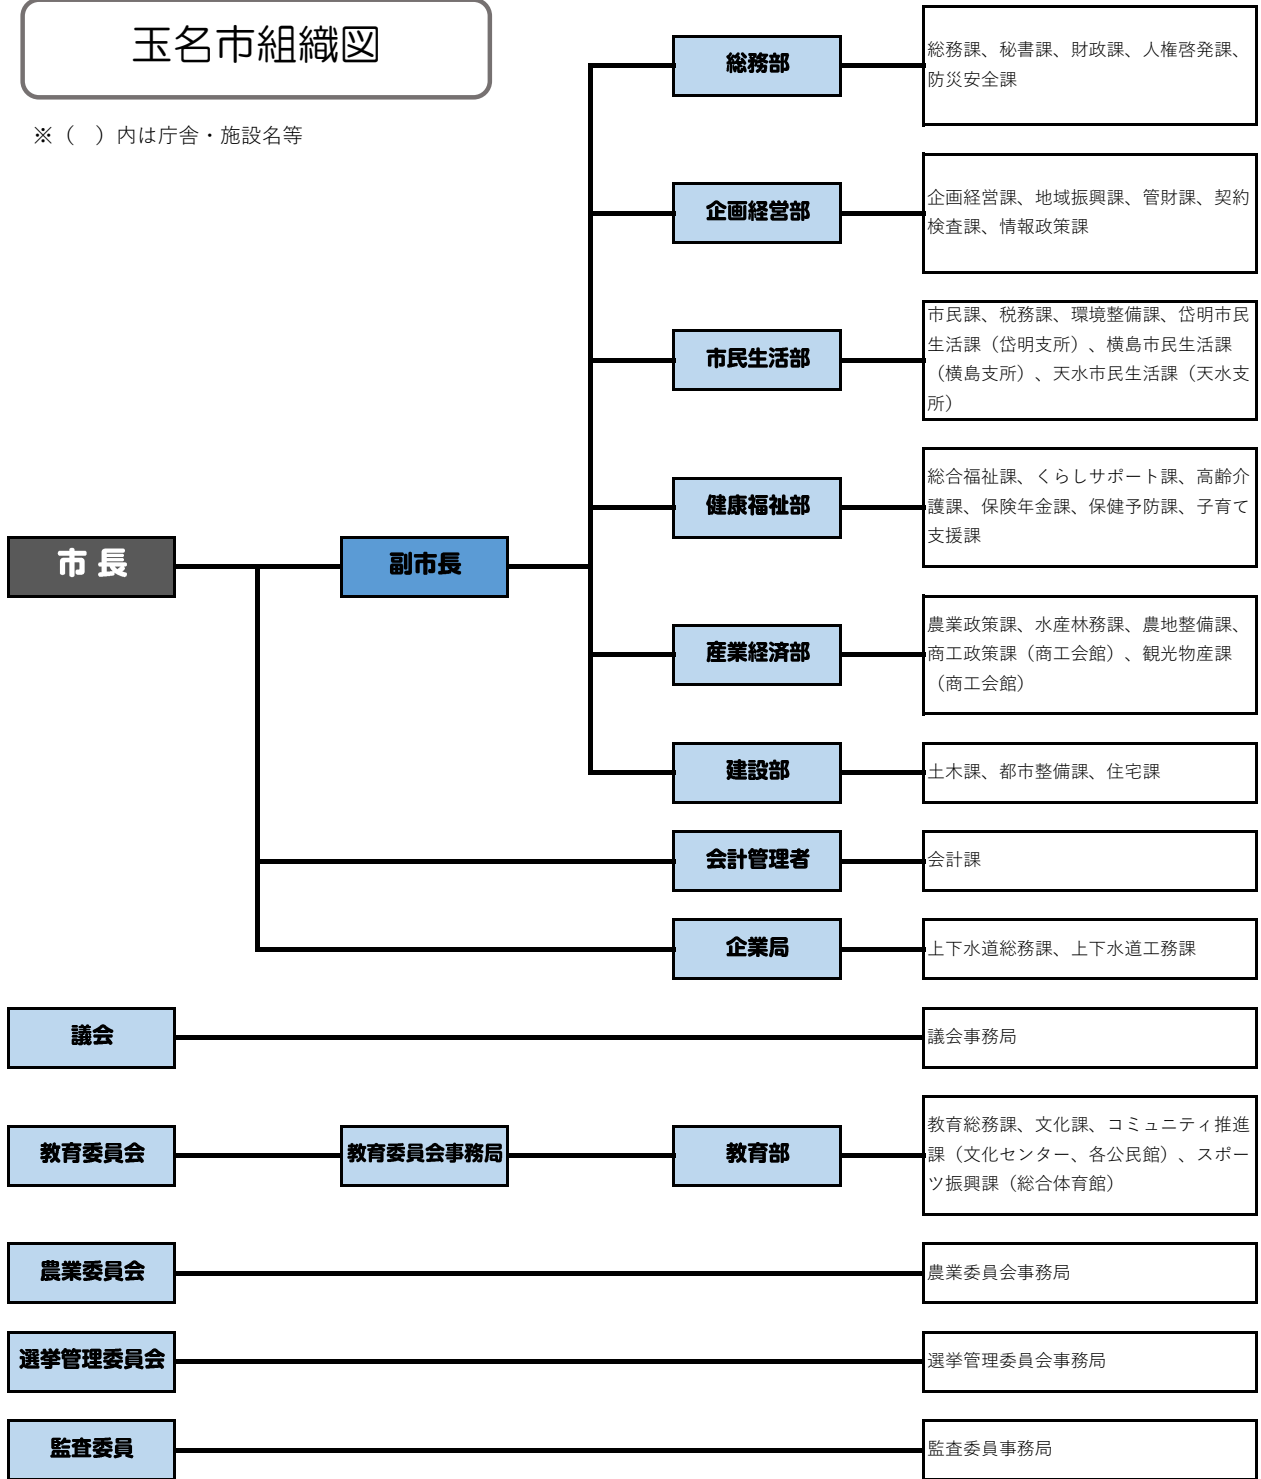 玉名市組織図
※（　）内は庁舎・施設名等
総務部
総務課、秘書課、財政課、人権啓発課、
防災安全課
企画経営部
企画経営課、地域振興課、管財課、契約
検査課、情報政策課
市民生活部
市民課、税務課、環境整備課、岱明市民
生活課（岱明支所）、横島市民生活課
（横島支所）、天水市民生活課（天水支
所）
健康福祉部
総合福祉課、くらしサポート課、高齢介
護課、保険年金課、保健予防課、子育て
支援課
市長
副市長
産業経済部
農業政策課、水産林務課、農地整備課、
商工政策課（商工会館）、観光物産課
（商工会館）
建設部
土木課、都市整備課、住宅課
会計管理者
会計課
企業局
上下水道総務課、上下水道工務課
議会
議会事務局
教育委員会
教育委員会事務局
教育部
教育総務課、文化課、コミュニティ推進
課（文化センター、各公民館）、スポー
ツ振興課（総合体育館）
農業委員会
農業委員会事務局
選挙管理委員会
選挙管理委員会事務局
監査委員
監査委員事務局